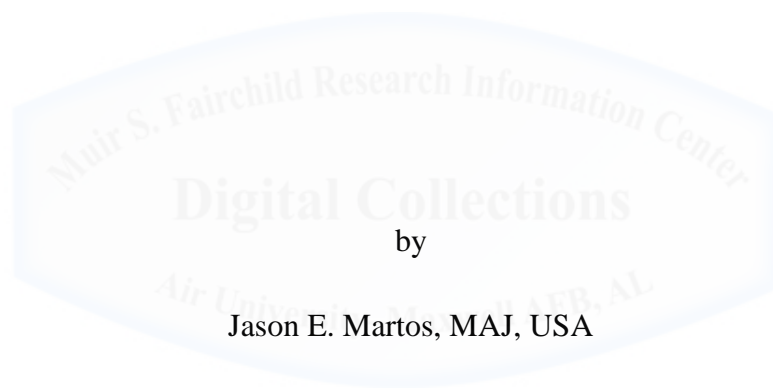 Muir S. Fairchild Research Information Center
Digital Collections
by
Air University, Maxwell AFB, AL
Jason E. Martos, MAJ, USA